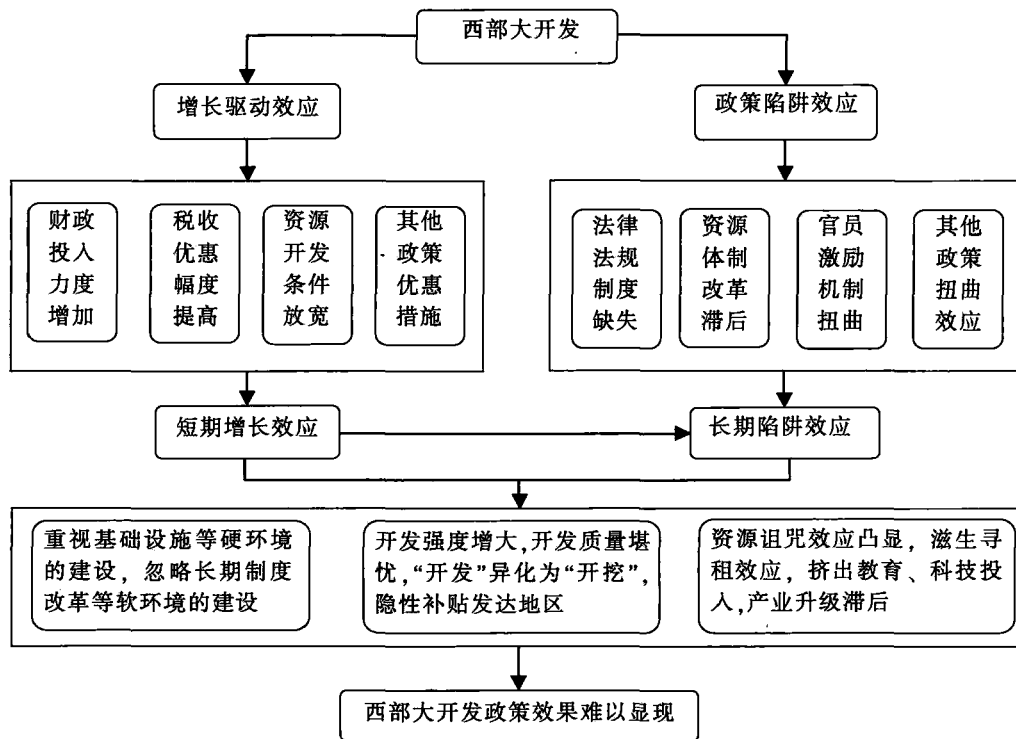 西部大开发
增长驱动效应
政策陷阱效应
财政
投入
力度
增加
税收
优惠
幅度
提高
资源
开发
条件
放宽
其他
政策
优惠
措施
法律
法规
制度
缺失
资源
体制
改革
滞后
官员
激励
机制
扭曲
其他
政策
扭曲
效应
短期增长效应
长期陷阱效应
重视基础设施等硬环境
的建设，忽略长期制度
改革等软环境的建设
开发强度增大，开发质量堪
忧，“开发”异化为“开挖”，
隐性补贴发达地区
资源诅咒效应凸显，滋生寻
租效应，挤出教育、科技投
入，产业升级滞后
西部大开发政策效果难以显现